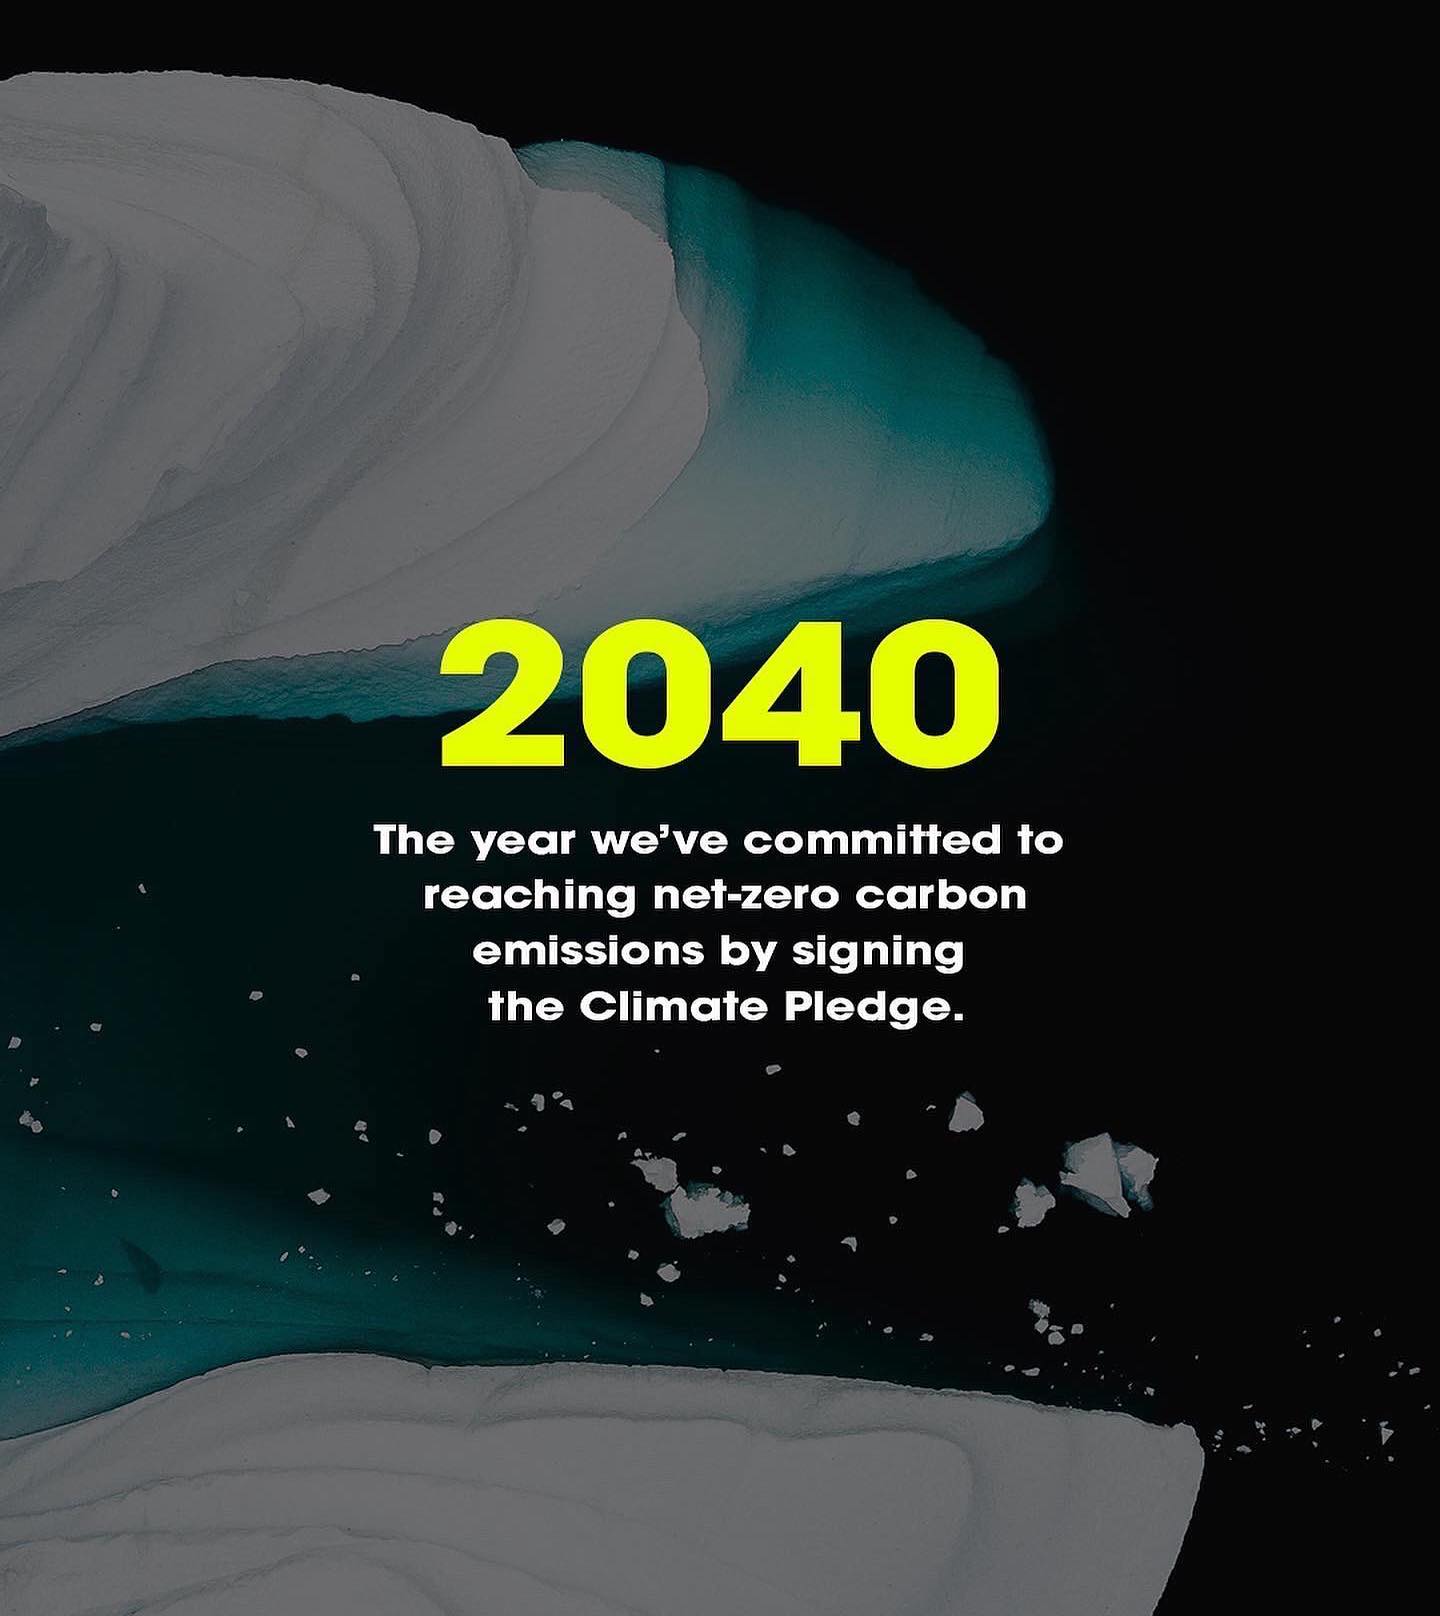 2040
The year we’ve committed to
reaching net-zero carbon
emissions by signing
the Climate Pledge.